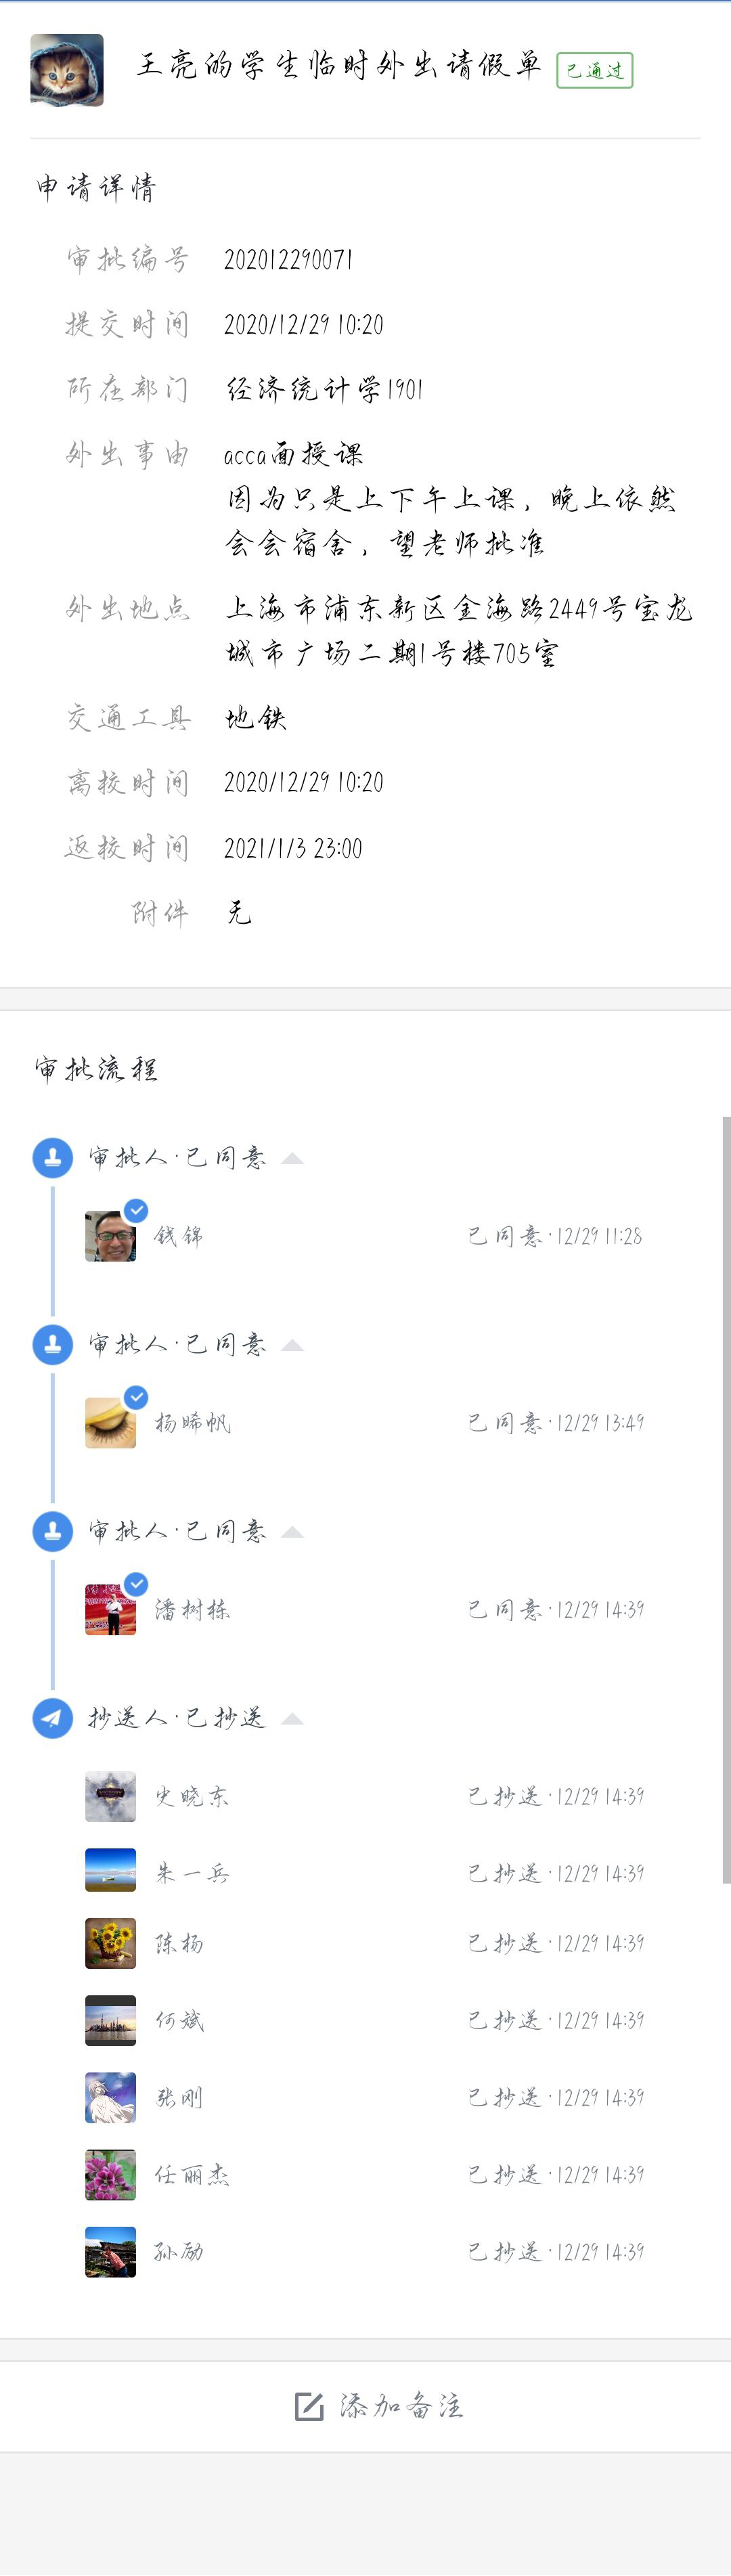 王亮的学生临时外出请假单 已通过
申请详情
审批编号 202012290071
提交时间 2020/12/29 10:20
所在部门 经济统计学1901
外出事由 acca面授课
因为只是上下午上课，晚上依然
会会宿舍，望老师批准
外出地点 上海市浦东新区金海路2449号宝龙
城市广场二期1号楼705室
交通工具 地铁
离校时间 2020/12/29 10:20
返校时间 2021/1/3 23:00
附件 无
审批流程
审批人·已同意
钱锦 已同意·12/29 11:28
审批人·已同意
杨晞帆 已同意·12/29 13:49
审批人·已同意
潘树栋 已同意·12/29 14:39
抄送人·已抄送
史晓东 已抄送·12/29 14:39
朱一兵 已抄送·12/29 14:39
陈杨 已抄送·12/29 14:39
何斌 已抄送·12/29 14:39
张刚 已抄送·12/29 14:39
任丽杰 已抄送·12/29 14:39
孙励 已抄送·12/29 14:39
添加备注